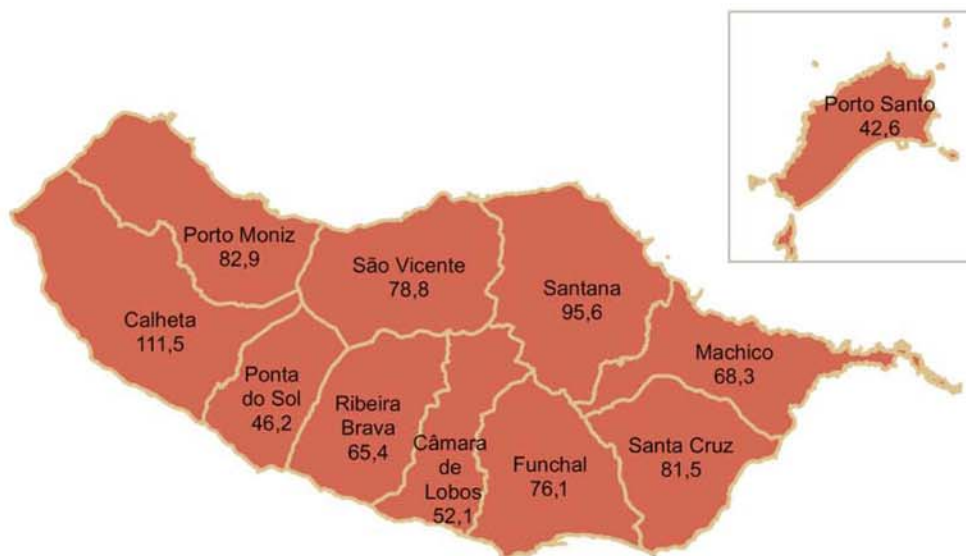 Porto Santo
42,6
Porto Moniz
82,9
São Vicente
78,8
Santana
95,6
Calheta
111,5
Machico
68,3
Ponta
do Sol
46,2
Ribeira
Brava
65,4
Câmara
de
Lobos
52,1
Funchal
76,1
Santa Cruz
81,5